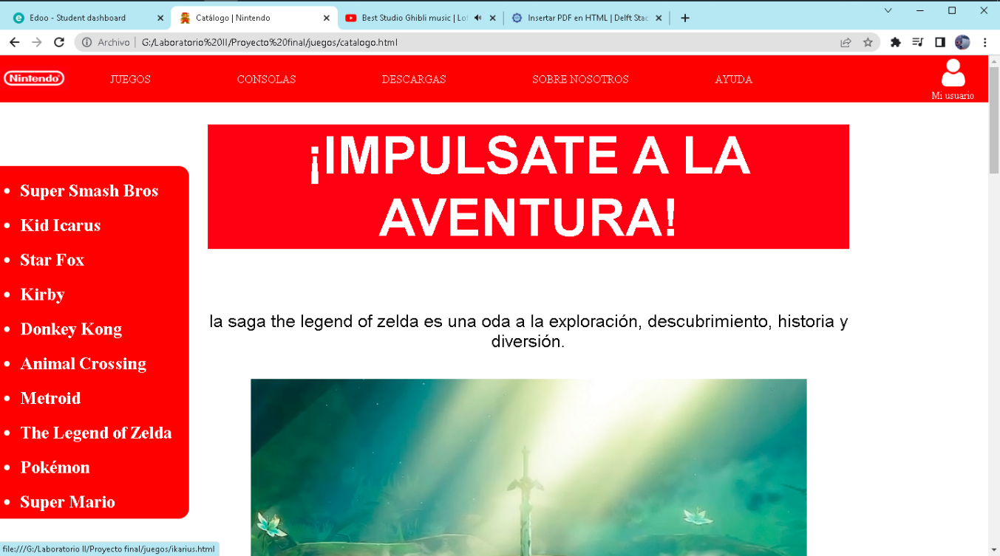 Edoo - Student dashboard
Catálogo | Nintendo
Best Studio Ghibli music | Lof
Insertar PDF en HTML | Delft Stac
Archivo | G:/Laboratorio%20II/Proyecto%20final/juegos/catalogo.html
Nintendo
JUEGOS
CONSOLAS
DESCARGAS
SOBRE NOSOTROS
AYUDA
Mi usuario
¡IMPULSATE A LA
AVENTURA!
• Super Smash Bros
• Kid Icarus
• Star Fox
• Kirby
• Donkey Kong
• Animal Crossing
• Metroid
• The Legend of Zelda
• Pokémon
• Super Mario
la saga the legend of zelda es una oda a la exploración, descubrimiento, historia y
diversión.
file:///G:/Laboratorio II/Proyecto final/juegos/ikarius.html